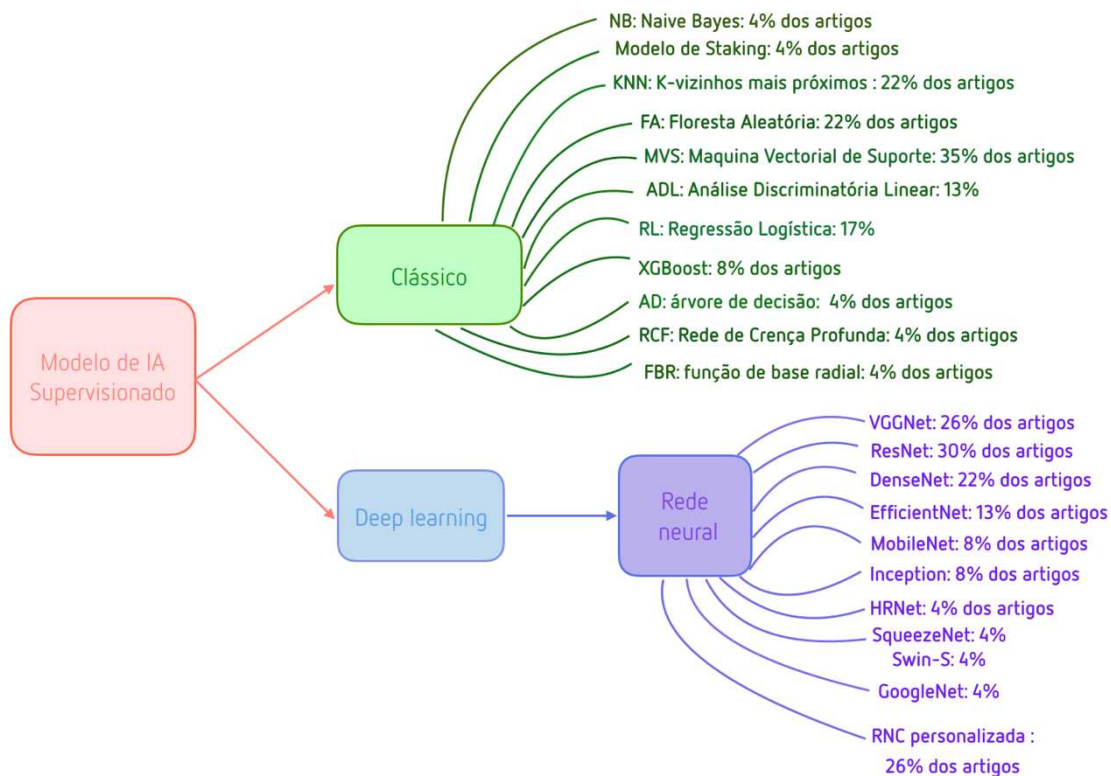 NB: Naive Bayes: 4% dos artigos
Modelo de Staking: 4% dos artigos
KNN: K-vizinhos mais próximos : 22% dos artigos
FA: Floresta Aleatória: 22% dos artigos
MVS: Maquina Vectorial de Suporte: 35% dos artigos
ADL: Análise Discriminatória Linear: 13%
RL: Regressão Logística: 17%
XGBoost: 8% dos artigos
AD: árvore de decisão: 4% dos artigos
RCF: Rede de Crença Profunda: 4% dos artigos
FBR: função de base radial: 4% dos artigos
Clássico
Modelo de IA
Supervisionado
Deep learning
Rede
neural
VGGNet: 26% dos artigos
ResNet: 30% dos artigos
DenseNet: 22% dos artigos
EfficientNet: 13% dos artigos
MobileNet: 8% dos artigos
Inception: 8% dos artigos
HRNet: 4% dos artigos
SqueezeNet: 4%
Swin-S: 4%
GoogleNet: 4%
RNC personalizada :
26% dos artigos